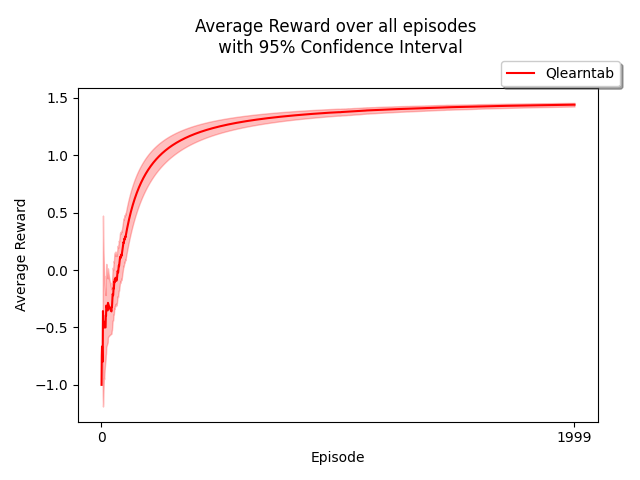 Average Reward over all episodes
with 95% Confidence Interval
Qlearntab
1.5
1.0
0.5
0.0
−0.5
−1.0
Average Reward
0
1999
Episode